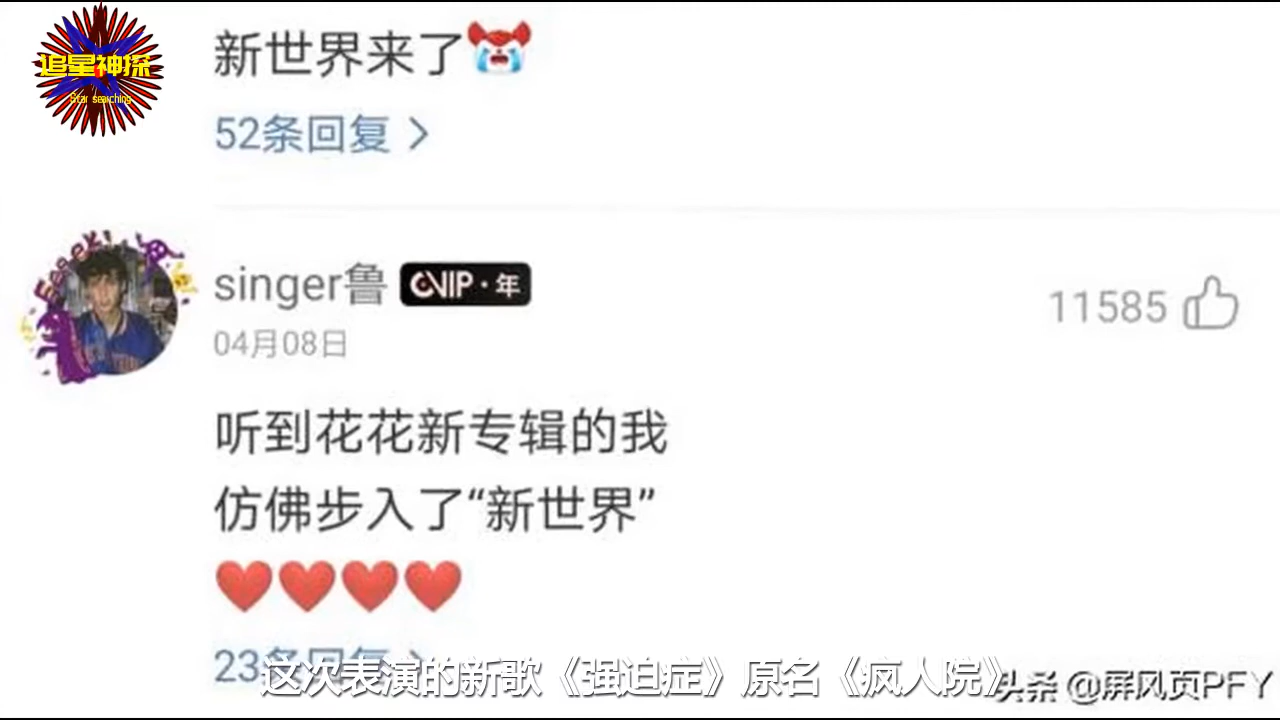 追星神探
Star searching
新世界来了
52条回复 >
singer鲁
VIP·年
04月08日
11585
听到花花新专辑的我
仿佛步入了“新世界”
23条回复
这次表演的新歌《强迫症》原名《疯人院》
头条 @屏风页PFY